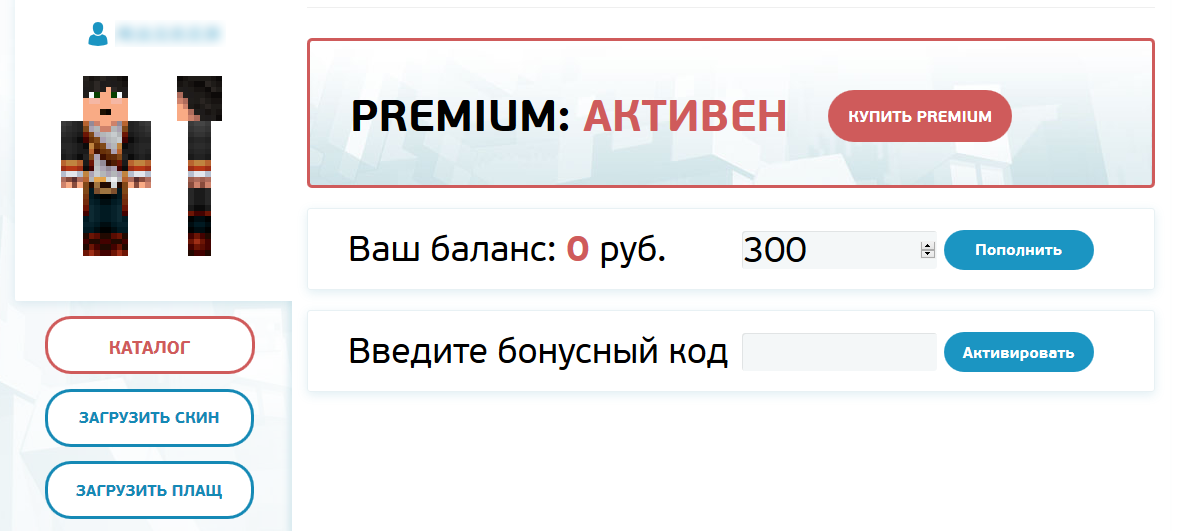 PREMIUM: АКТИВЕН
КУПИТЬ PREMIUM
Ваш баланс: 0 руб.
300
Пополнить
Введите бонусный код
Активировать
КАТАЛОГ
ЗАГРУЗИТЬ СКИН
ЗАГРУЗИТЬ ПЛАЩ